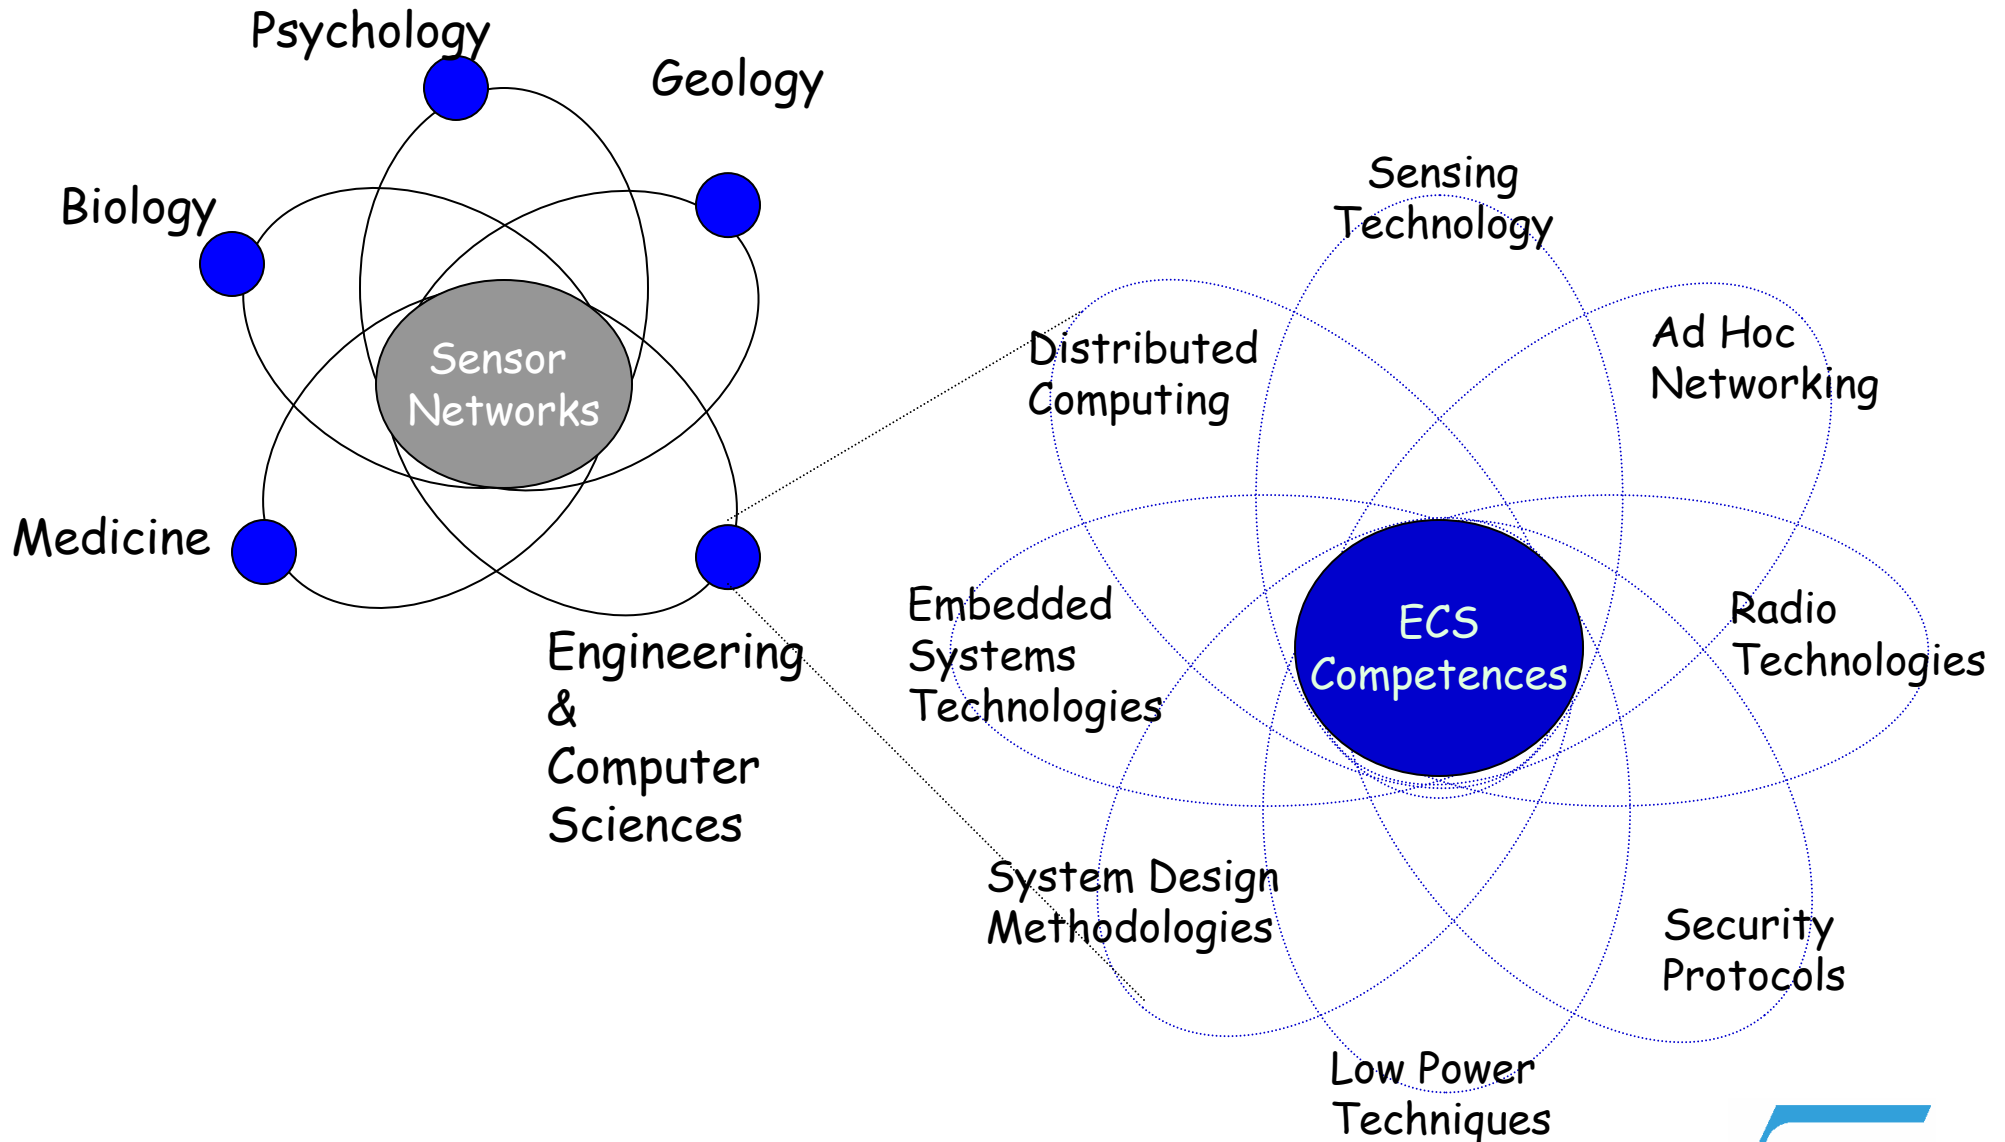 Psychology
Geology
Biology
Sensor
Networks
Medicine
Engineering
&
Computer
Sciences
Sensing
Technology
Distributed
Computing
Ad Hoc
Networking
Embedded
Systems
Technologies
ECS
Competences
Radio
Technologies
System Design
Methodologies
Security
Protocols
Low Power
Techniques